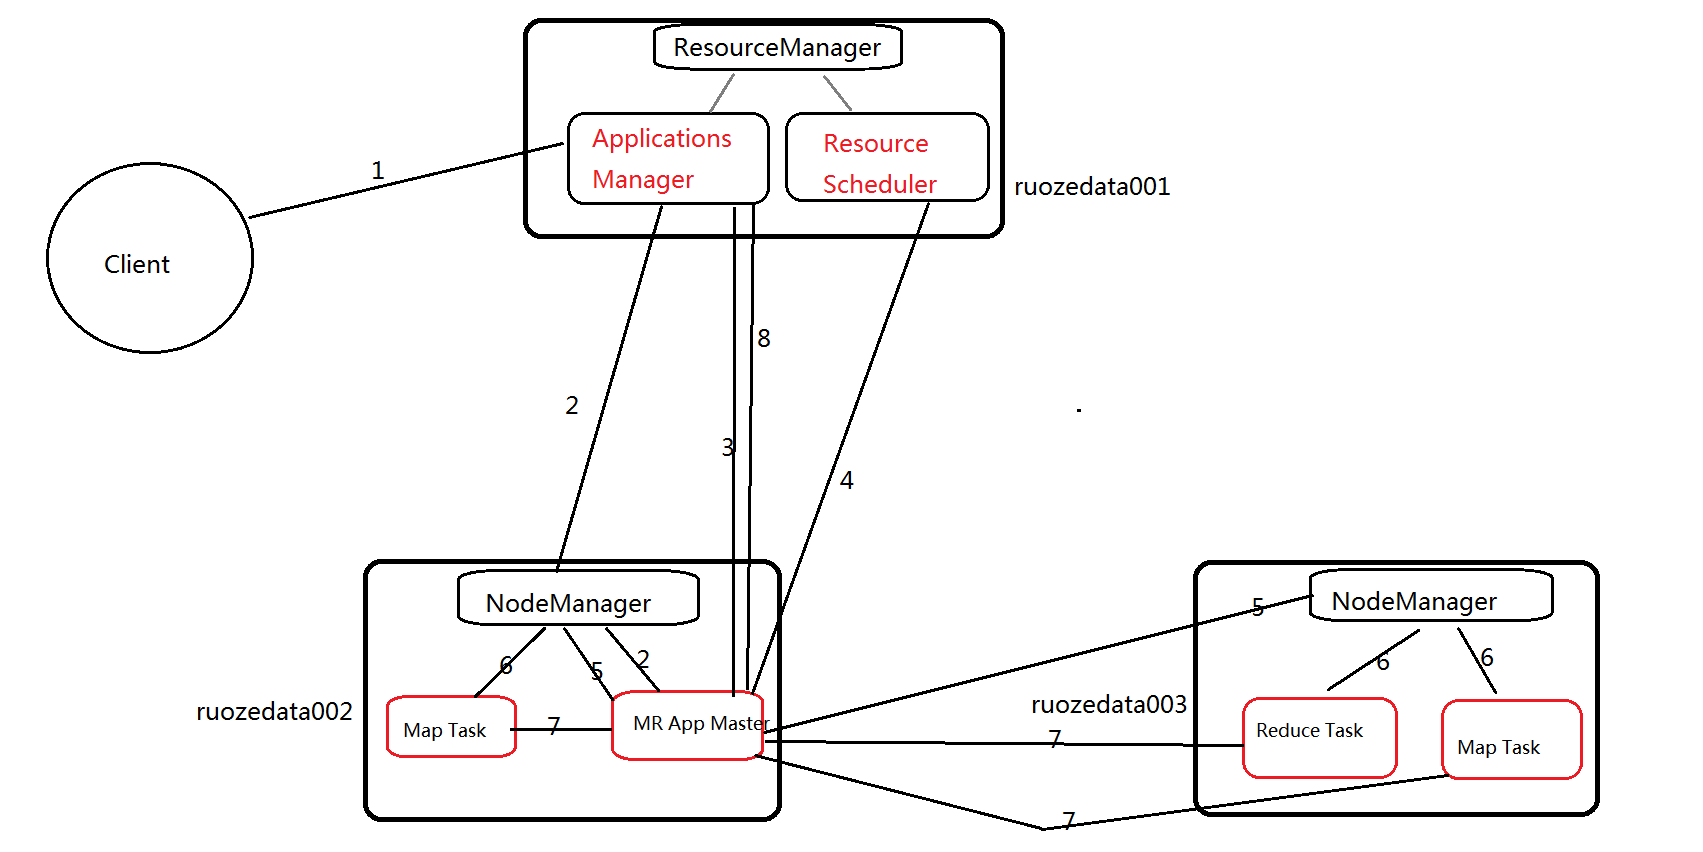 ResourceManager
Applications
Manager
Resource
Scheduler
ruozedata001
1
Client
8
2
3
4
NodeManager
6
5
2
ruozedata002
Map Task
7
MR App Master
5
NodeManager
6
6
ruozedata003
7
Reduce Task
Map Task
7